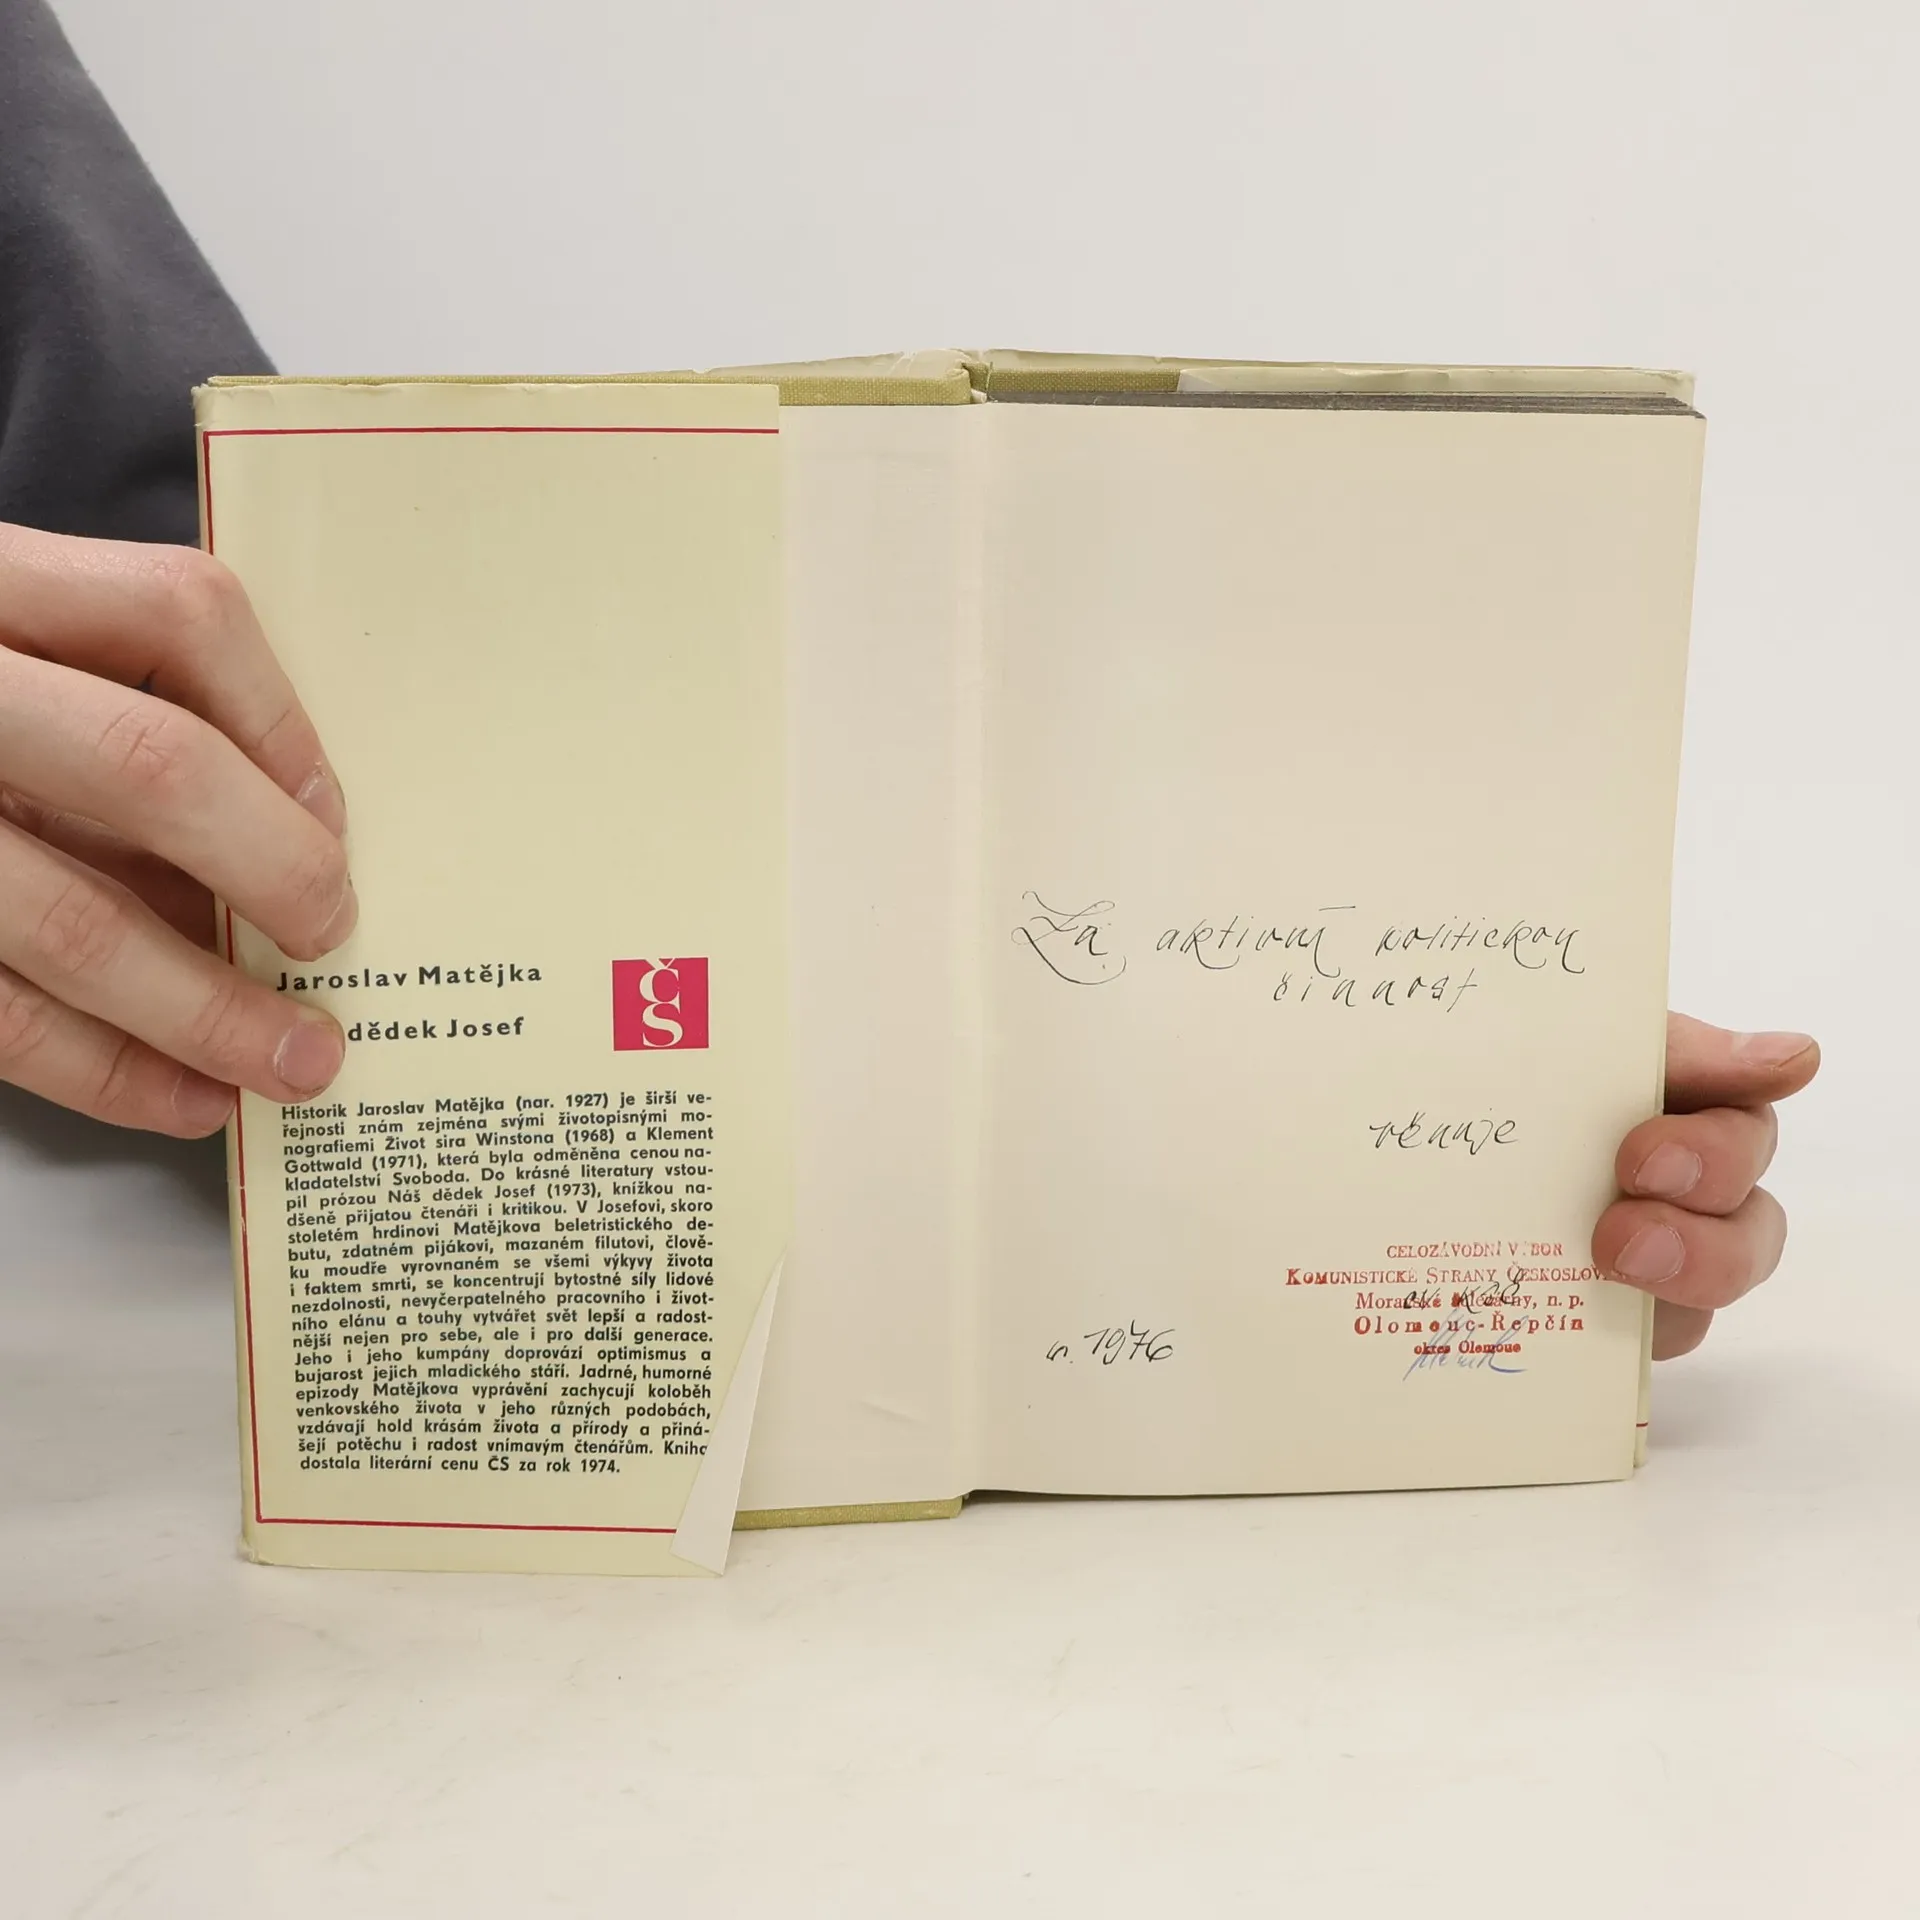 Jaroslav Matějka
dědek Josef
ČS
Historik Jaroslav Matějka (nar. 1927) je širší ve-
řejnosti znám zejména svými životopisnými mo-
nografiemi Život sira Winstona (1968) a Klement
Gottwald (1971), která byla odměněna cenou na-
kladatelství Svoboda. Do krásné literatury vstou-
pil prózou Náš dědek Josef (1973), knížkou na-
dšeně přijatou čtenáři i kritikou. V Josefovi, skoro
stoletém hrdinovi Matějkova beletristického de-
butu, zdatném pijákovi, mazaném filutovi, člově-
ku moudře vyrovnaném se všemi výkyvy života
i faktem smrti, se koncentrují bytostné síly lidové
nezdolnosti, nevyčerpatelného pracovního i život-
ního elánu a touhy vytvářet svět lepší a radost-
nější nejen pro sebe, ale i pro další generace.
Jeho i jeho kumpány doprovází optimismus a
bujarost jejich mladického stáří. Jadrné, humorné
epizody Matějkova vyprávění zachycují koloběh
venkovského života v jeho různých podobách,
vzdávají hold krásám života a přírody a přiná-
šejí potěchu i radost vnímavým čtenářům. Kniha
dostala literární cenu ČS za rok 1974.
Za aktivní politickou
činnost
věnuje
CELOZÁVODNÍ VÝBOR
KOMUNISTICKÉ STRANY ČESKOSLOV
Moravské železárny, n. p.
Olomouc-Řepčín
okres Olomouc
r. 1976